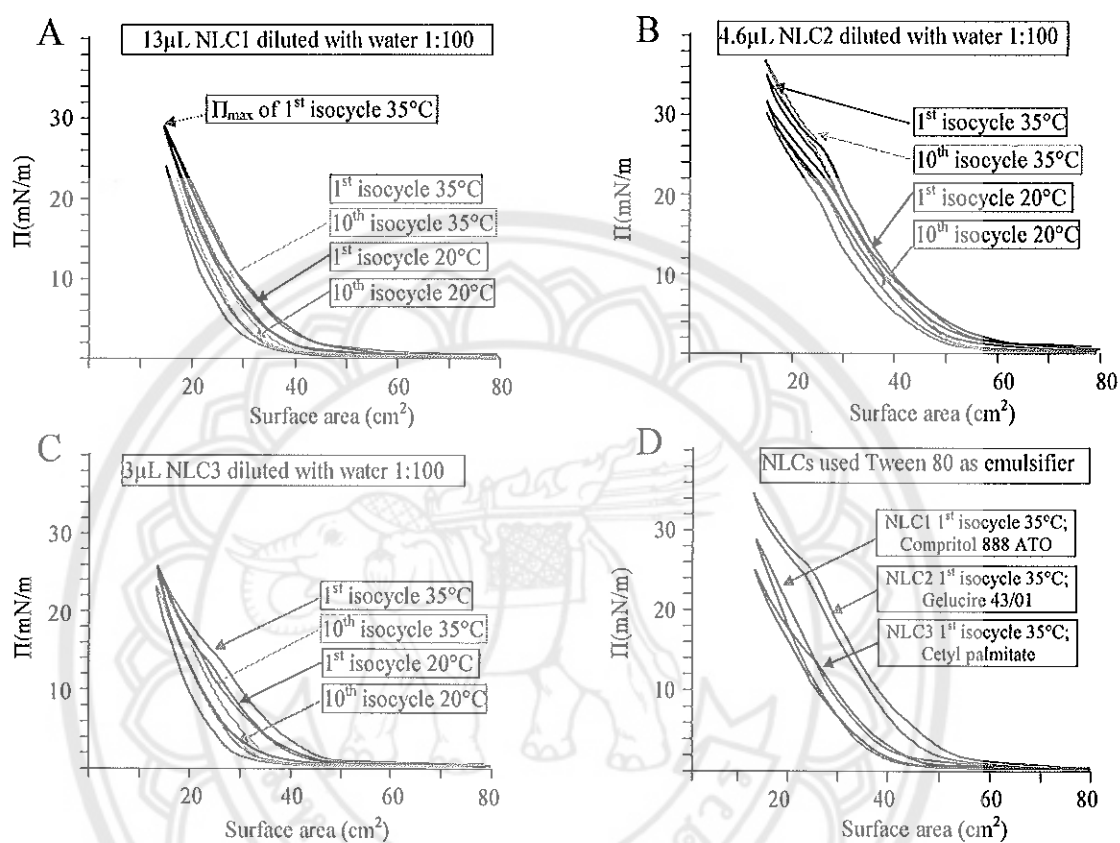 A
13µL NLC1 diluted with water 1:100
Π(mN/m)
30
20
10
Πmax of 1st isocycle 35°C
1st isocycle 35°C
10th isocycle 35°C
1st isocycle 20°C
10th isocycle 20°C
20 40 60 80
Surface area (cm²)
B
4.6µL NLC2 diluted with water 1:100
Π(mN/m)
30
20
10
1st isocycle 35°C
10th isocycle 35°C
1st isocycle 20°C
10th isocycle 20°C
20 40 60 80
Surface area (cm²)
C
3µL NLC3 diluted with water 1:100
Π(mN/m
30
20
10
1st isocycle 35°C
10th isocycle 35°C
1st isocycle 20°C
10th isocycle 20°C
20 40 60 80
Surface area (cm²)
D
NLCs used Tween 80 as emulsifier
Π(mN/m)
30
20
10
NLC1 1st isocycle 35°C;
Compritol 888 ATO
NLC2 1st isocycle 35°C;
Gelucire 43/01
NLC3 1st isocycle 35°C;
Cetyl palmitate
20 40 60 80
Surface area (cm²)